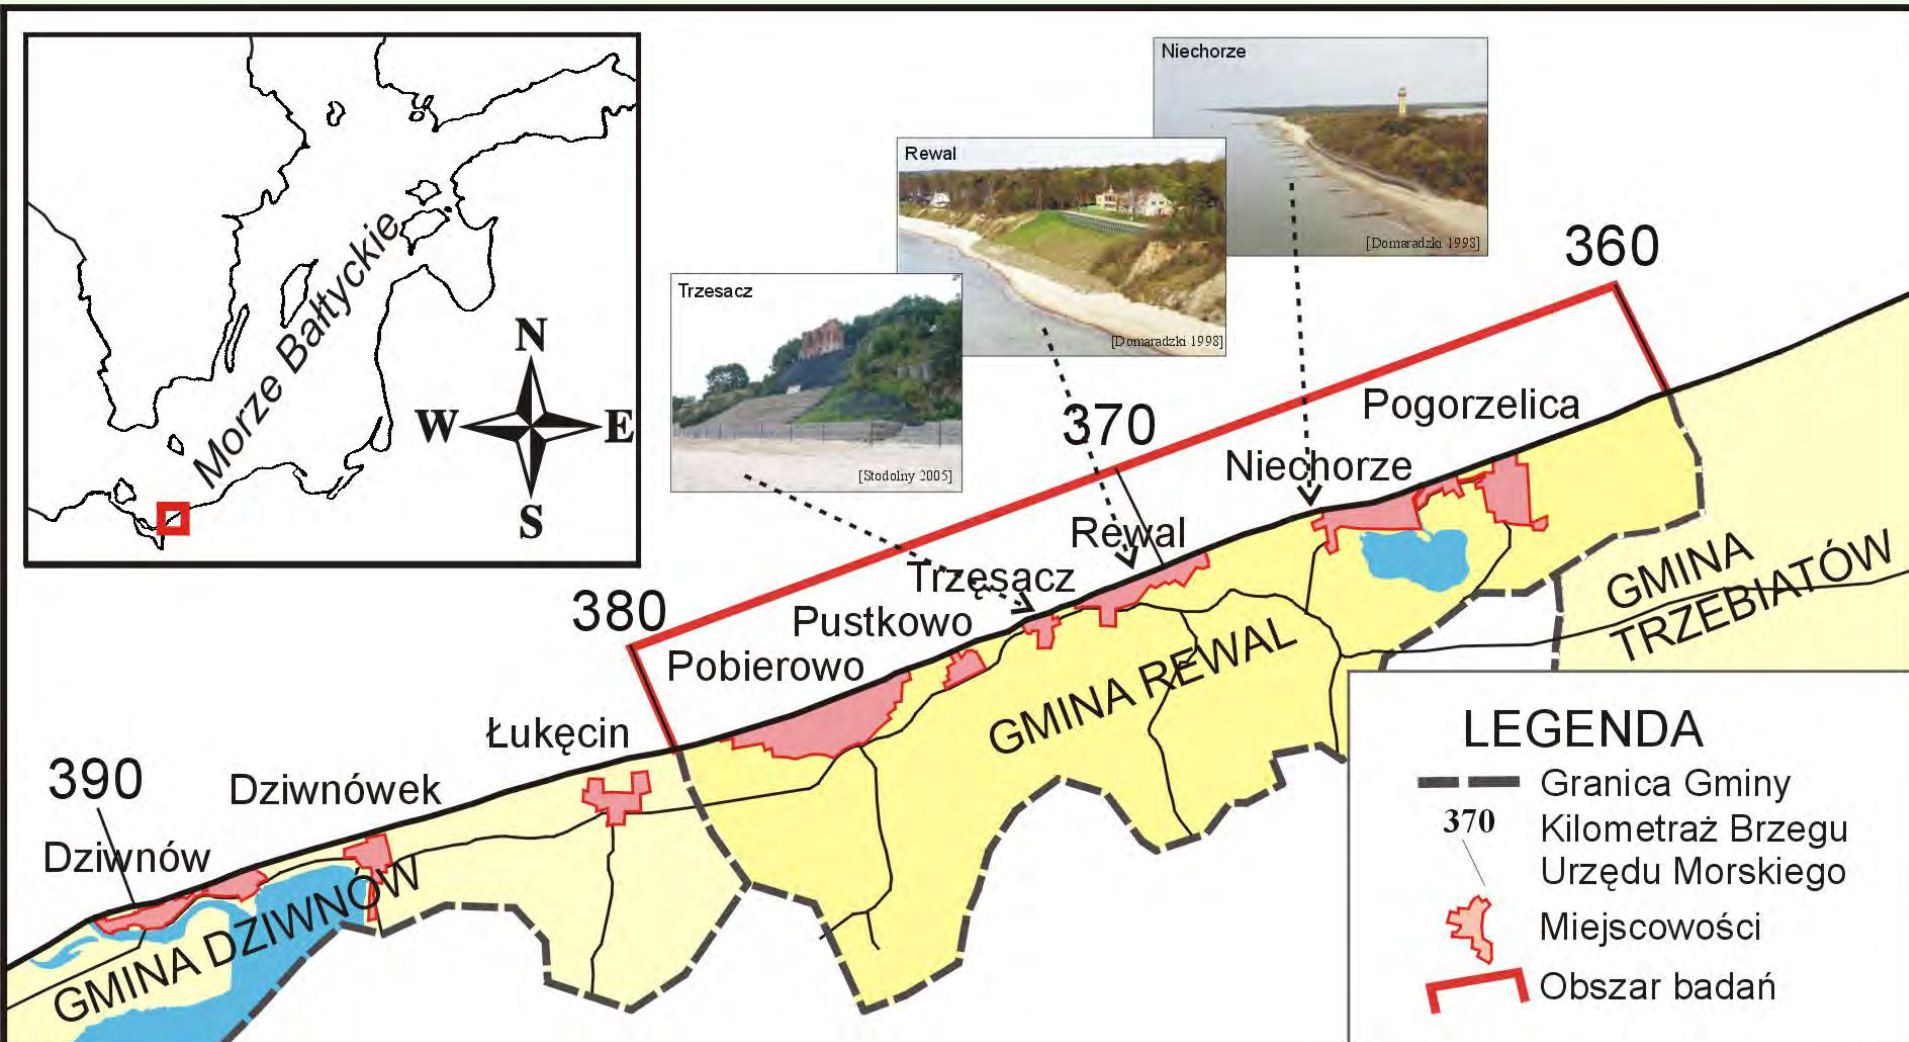 Morze Bałtyckie
N
W
E
S
Niechorze
[Domaradzki 1998]
Rewal
[Domaradzki 1998]
Trzesacz
[Stodolny 2005]
360
370
380
390
Pogorzelica
Niechorze
Rewal
Trzęsacz
Pustkowo
Pobierowo
Łukęcin
Dziwnówek
Dziwnów
GMINA DZIWNÓW
GMINA REWAL
GMINA
TRZEBIATÓW
LEGENDA
Granica Gminy
370 Kilometraż Brzegu
Urzędu Morskiego
Miejscowości
Obszar badań